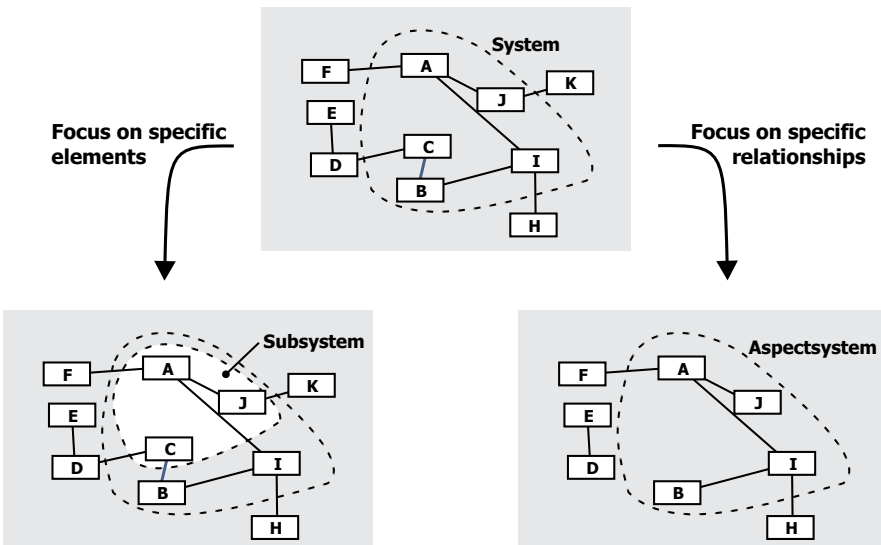 System
F
A
K
J
E
C
D
I
B
H
Focus on specific
elements
Focus on specific
relationships
Subsystem
A
F
K
J
E
C
D
I
B
H
Aspectsystem
F
A
J
E
D
I
B
H